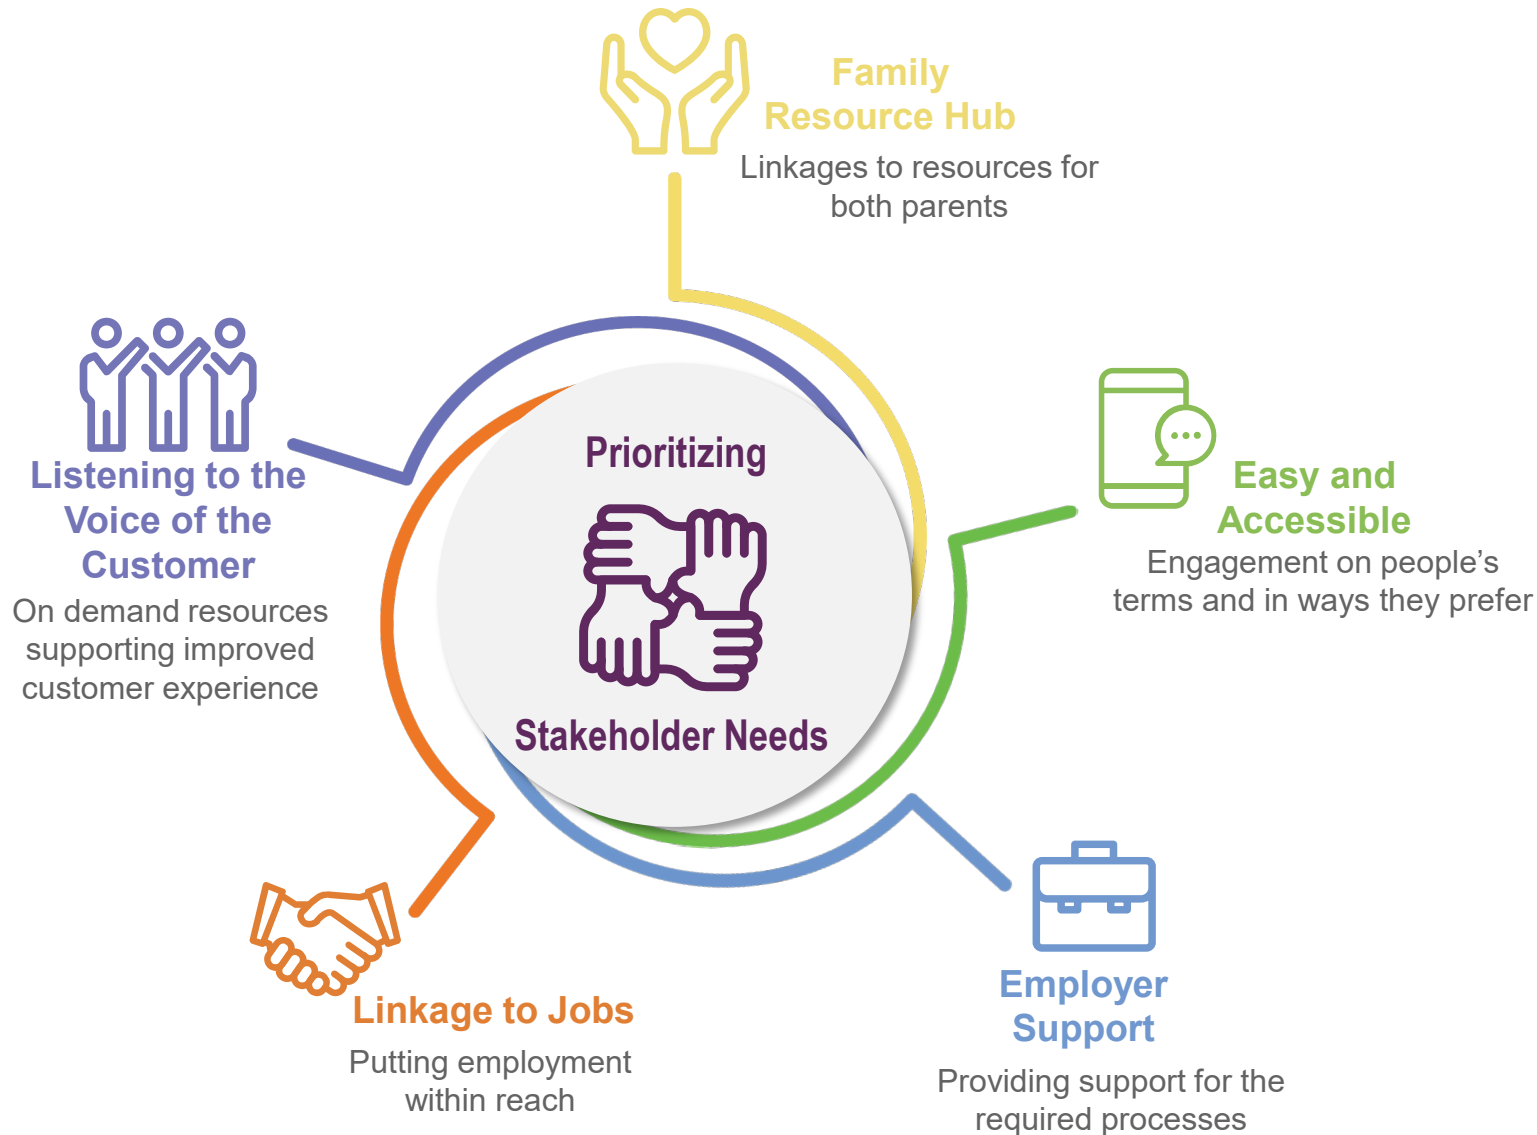 Family
Resource Hub
Linkages to resources for
both parents
Easy and
Accessible
Engagement on people’s
terms and in ways they prefer
Employer
Support
Providing support for the
required processes
Linkage to Jobs
Putting employment
within reach
Listening to the
Voice of the
Customer
On demand resources
supporting improved
customer experience
Prioritizing
Stakeholder Needs